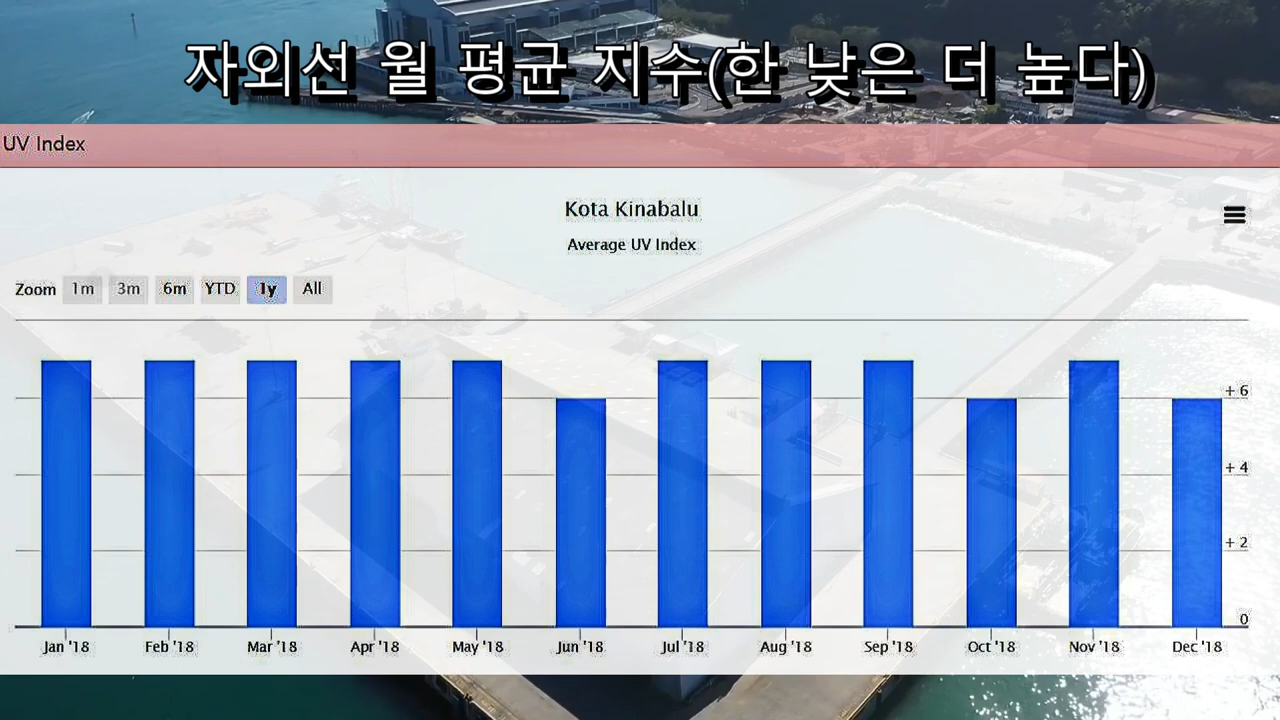 자외선 월 평균 지수(한 낮은 더 높다)
UV Index
Kota Kinabalu
Average UV Index
Zoom 1m 3m 6m YTD 1y All
+ 6
+ 4
+ 2
0
Jan '18 Feb '18 Mar '18 Apr '18 May '18 Jun '18 Jul '18 Aug '18 Sep '18 Oct '18 Nov '18 Dec '18